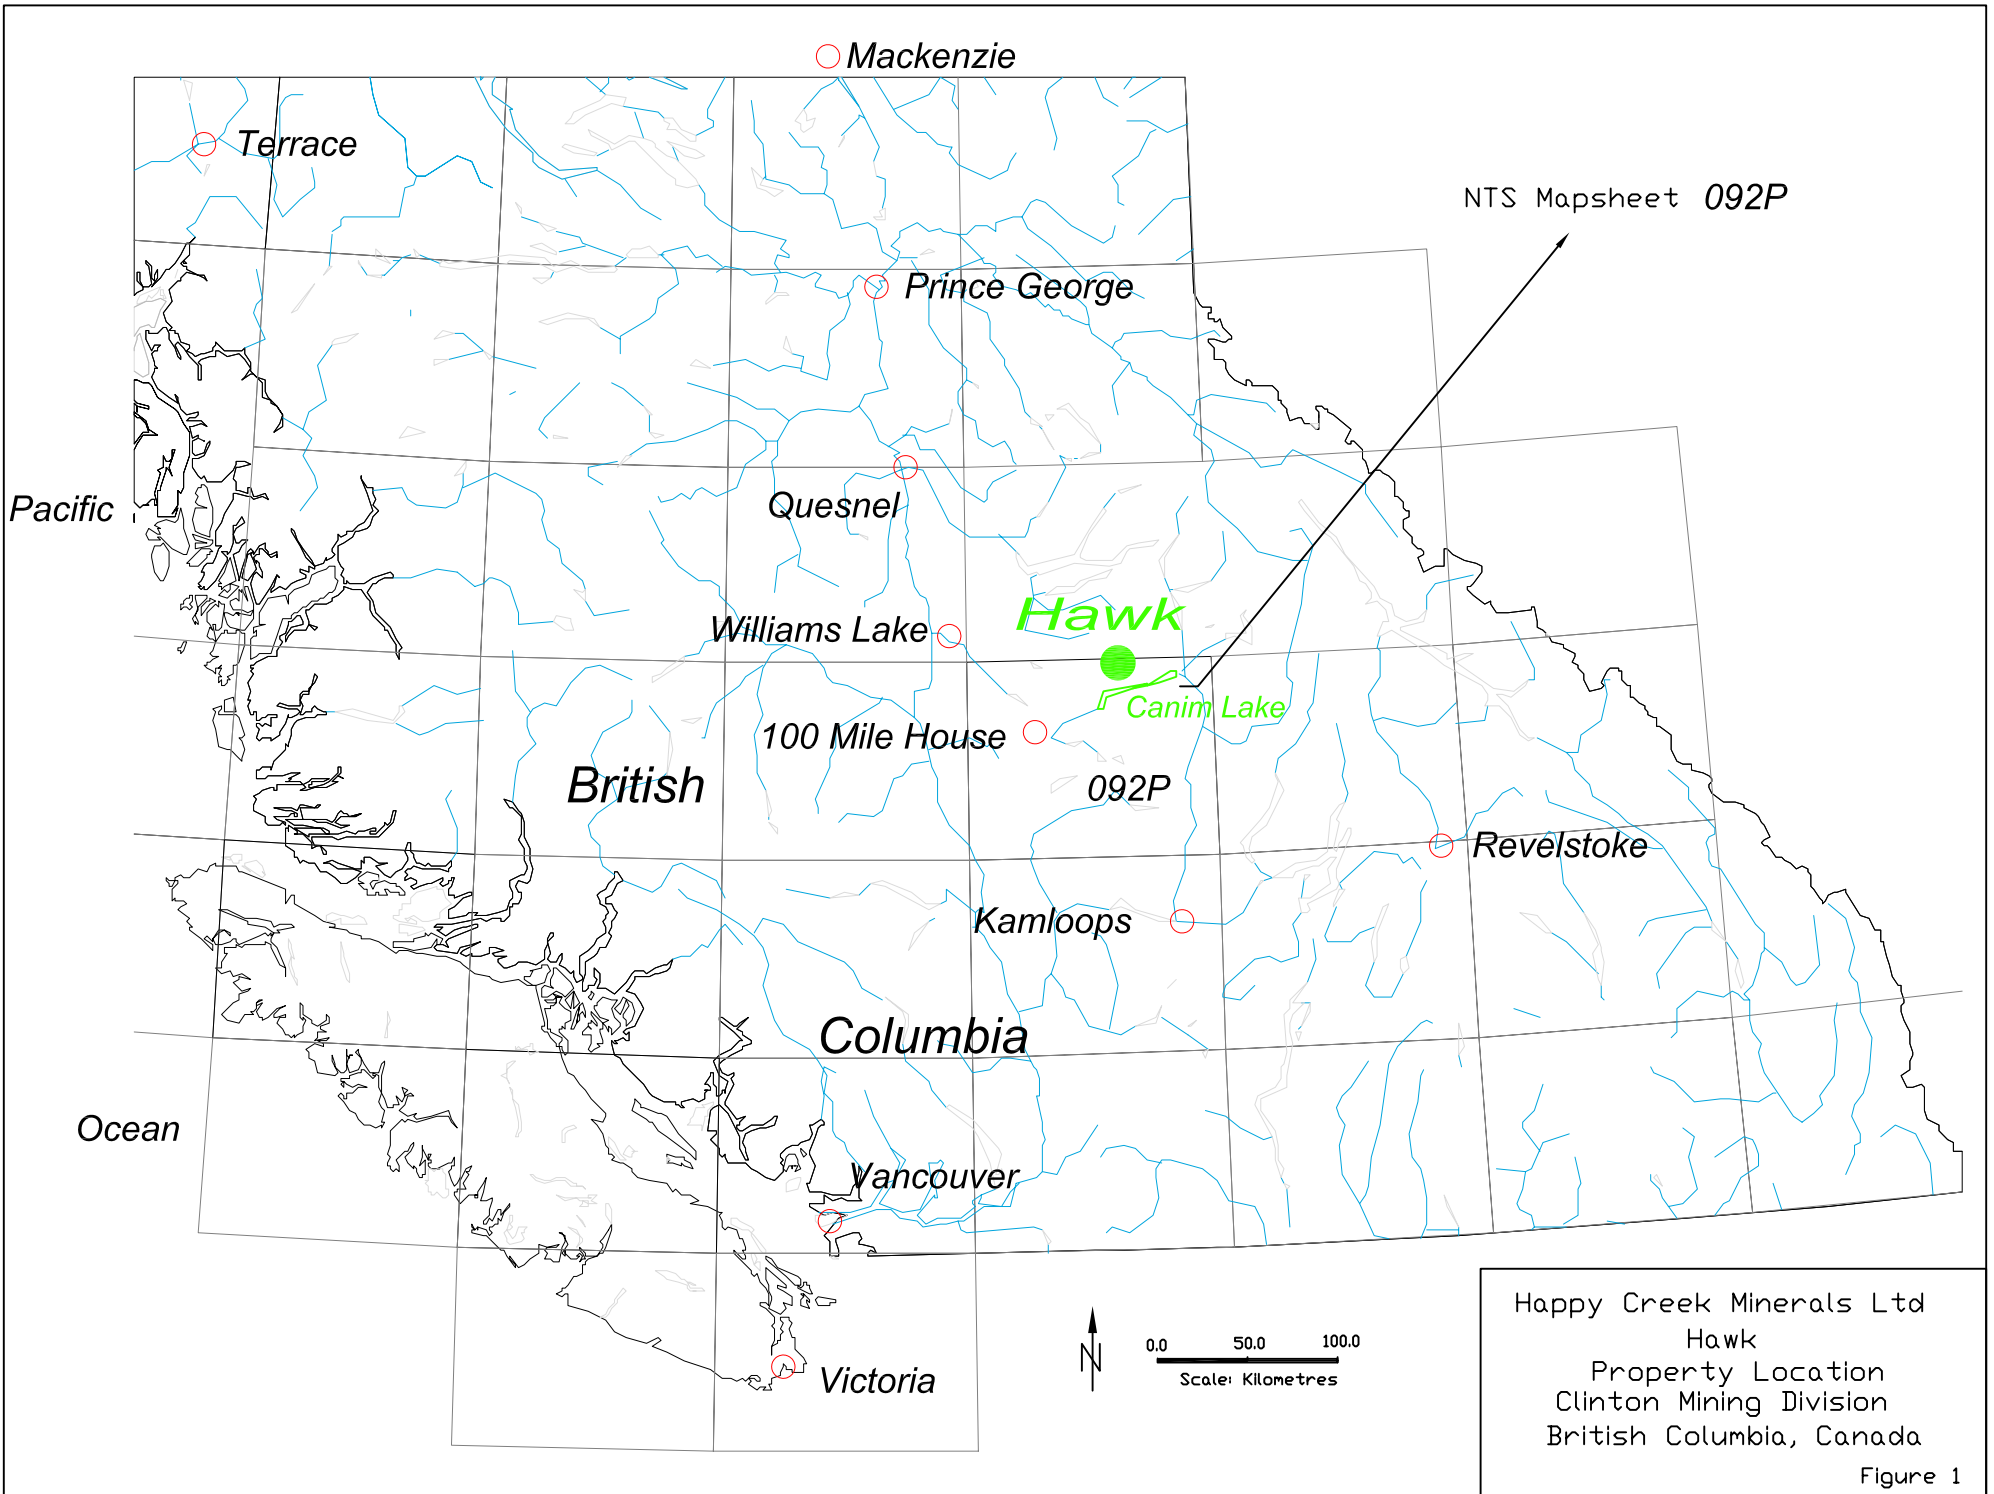 Mackenzie
Terrace
NTS Mapsheet 092P
Prince George
Pacific
Quesnel
Hawk
Williams Lake
Canim Lake
100 Mile House
British
092P
Revelstoke
Kamloops
Columbia
Ocean
Vancouver
Victoria
N
0.0 50.0 100.0
Scale: Kilometres
Happy Creek Minerals Ltd
Hawk
Property Location
Clinton Mining Division
British Columbia, Canada
Figure 1